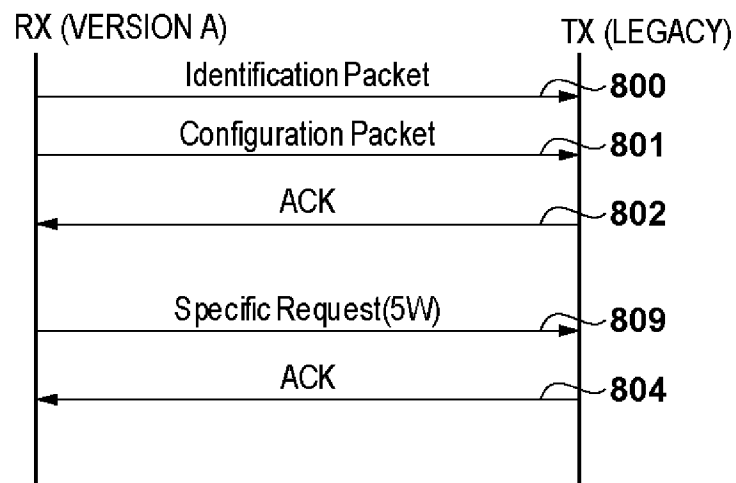 RX (VERSION A)
TX (LEGACY)
Identification Packet
800
Configuration Packet
801
ACK
802
Specific Request(5W)
809
ACK
804